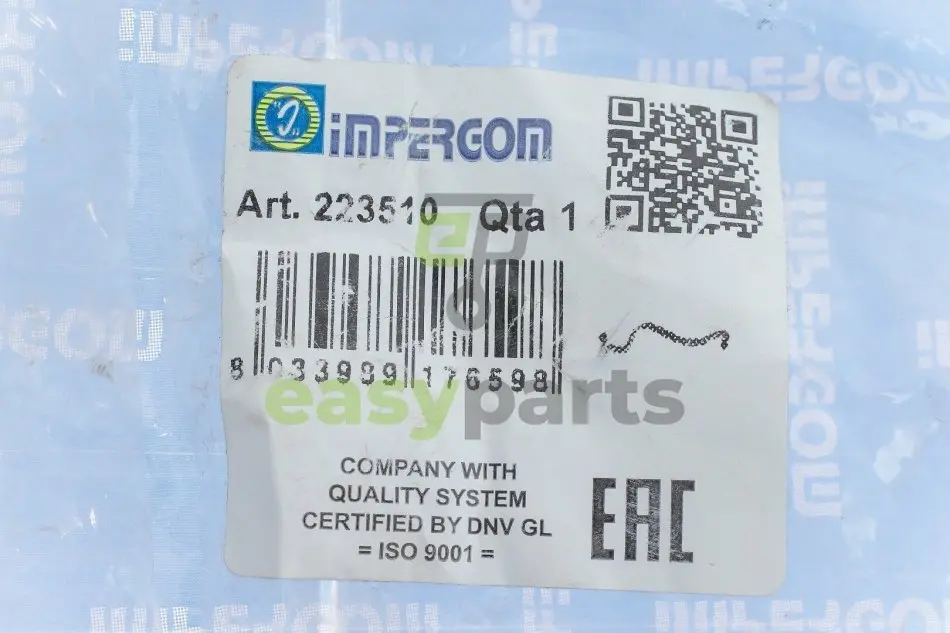 IMPERGOM
Art. 223510 Qta 1
8 033989 176598
easyparts
COMPANY WITH
QUALITY SYSTEM
CERTIFIED BY DNV GL
= ISO 9001 =
EAC